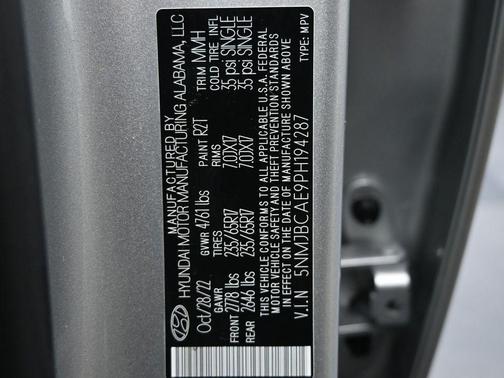 MANUFACTURED BY
HYUNDAI MOTOR MANUFACTURING ALABAMA, LLC
Oct/28/22 GVWR 4761 lbs PAINT R2T TRIM MMH
GAWR TIRES RIMS COLD TIRE INFL
FRONT 2778 lbs 235/65R17 7.00X17 35 psi SINGLE
REAR 2646 lbs 235/65R17 7.00X17 35 psi SINGLE
THIS VEHICLE CONFORMS TO ALL APPLICABLE U.S.A. FEDERAL
MOTOR VEHICLE SAFETY AND THEFT PREVENTION STANDARDS
IN EFFECT ON THE DATE OF MANUFACTURE SHOWN ABOVE
V.I.N 5NMJBCAE9PH194287 TYPE: MPV